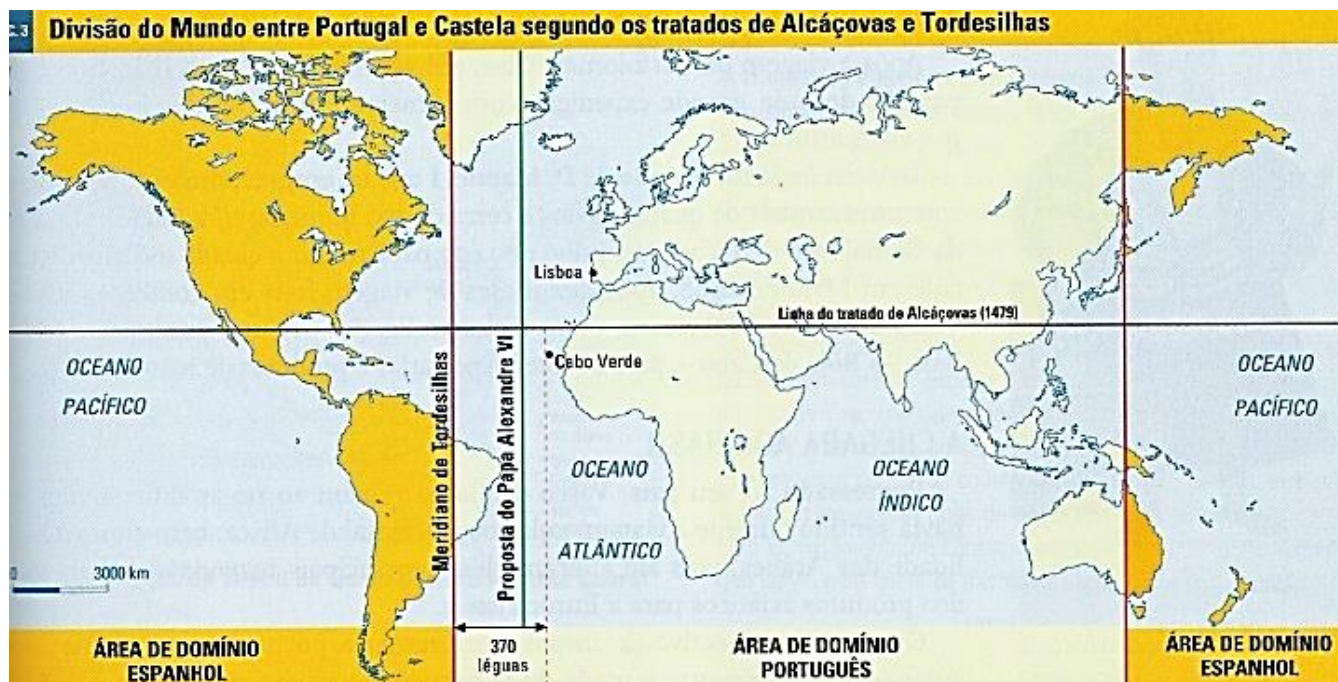 Divisão do Mundo entre Portugal e Castela segundo os tratados de Alcáçovas e Tordesilhas
Lisboa
Linha do tratado de Alcáçovas (1479)
Cabo Verde
OCEANO
PACÍFICO
Meridiano de Tordesilhas
Proposta do Papa Alexandre VI
OCEANO
ATLÂNTICO
OCEANO
ÍNDICO
OCEANO
PACÍFICO
3000 km
370
léguas
ÁREA DE DOMÍNIO
ESPANHOL
ÁREA DE DOMÍNIO
PORTUGUÊS
ÁREA DE DOMÍNIO
ESPANHOL